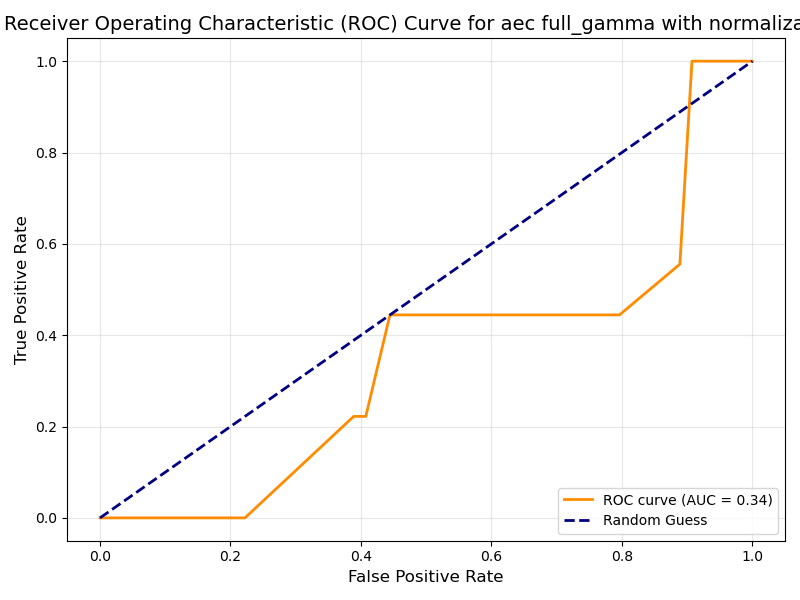 Receiver Operating Characteristic (ROC) Curve for aec full_gamma with normaliza
1.0
0.8
0.6
0.4
0.2
0.0
True Positive Rate
ROC curve (AUC = 0.34)
Random Guess
0.0 0.2 0.4 0.6 0.8 1.0
False Positive Rate